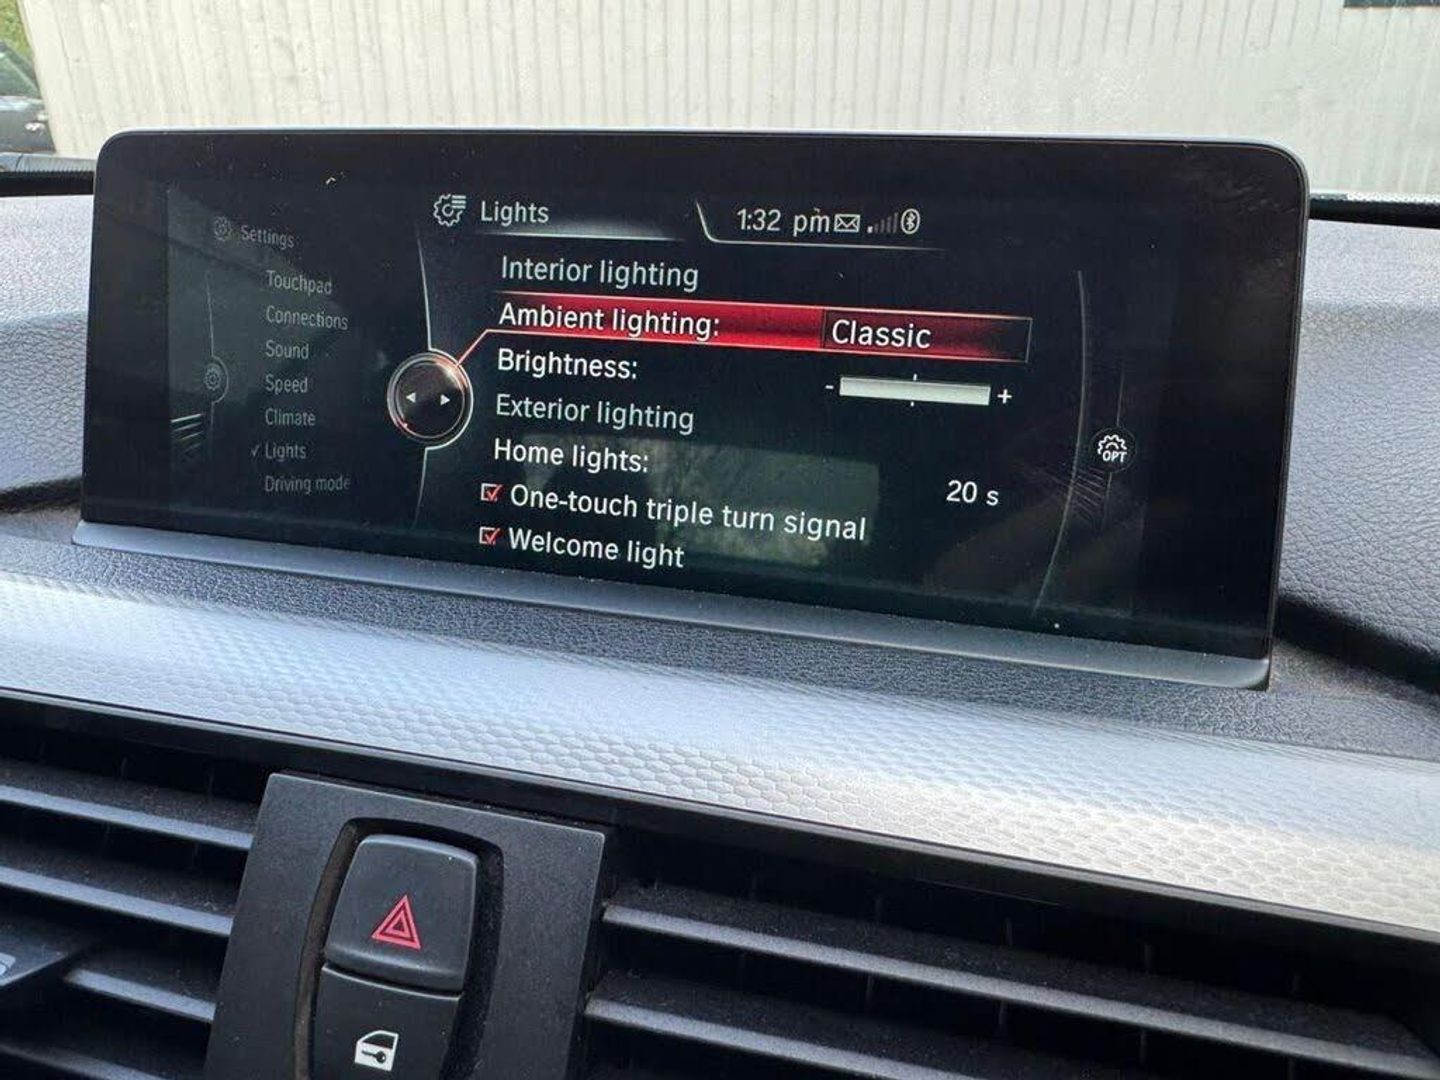 Settings
Touchpad
Connections
Sound
Speed
Climate
✓ Lights
Driving mode
Lights
1:32 pm
Interior lighting
Ambient lighting: Classic
Brightness: - +
Exterior lighting
Home lights: 20 s
One-touch triple turn signal
Welcome light
OPT